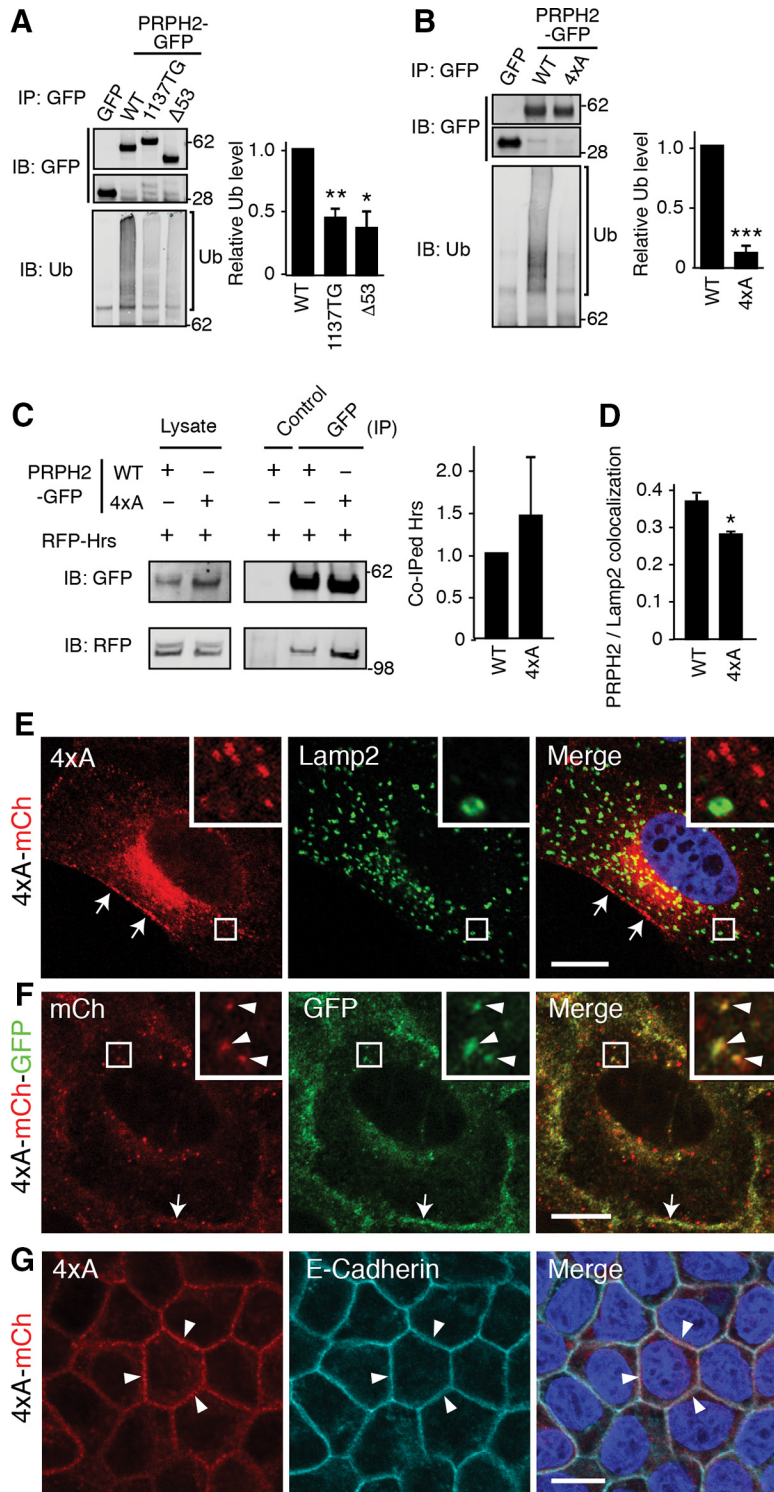 A
PRPH2-
GFP
IP: GFP
GFP
WT
1137TG
Δ53
IB: GFP
-62
-28
IB: Ub
Ub
-62
Relative Ub level
1.0
0.5
0
**
*
WT
1137TG
Δ53
B
PRPH2
-GFP
IP: GFP
GFP
WT
4xA
IB: GFP
-62
-28
IB: Ub
Ub
-62
Relative Ub level
1.0
0.5
0
***
WT
4xA
C
Lysate
Control
GFP
(IP)
PRPH2
-GFP
WT
+ – + + –
4xA
– + – – +
RFP-Hrs
+ + + + +
IB: GFP
-62
IB: RFP
-98
Co-IPed Hrs
2.0
1.5
1.0
0.5
0
WT
4xA
D
PRPH2 / Lamp2 colocalization
0.4
0.3
0.2
0.1
0
*
WT
4xA
E
4xA-mCh
4xA
Lamp2
Merge
F
4xA-mCh-GFP
mCh
GFP
Merge
G
4xA-mCh
4xA
E-Cadherin
Merge